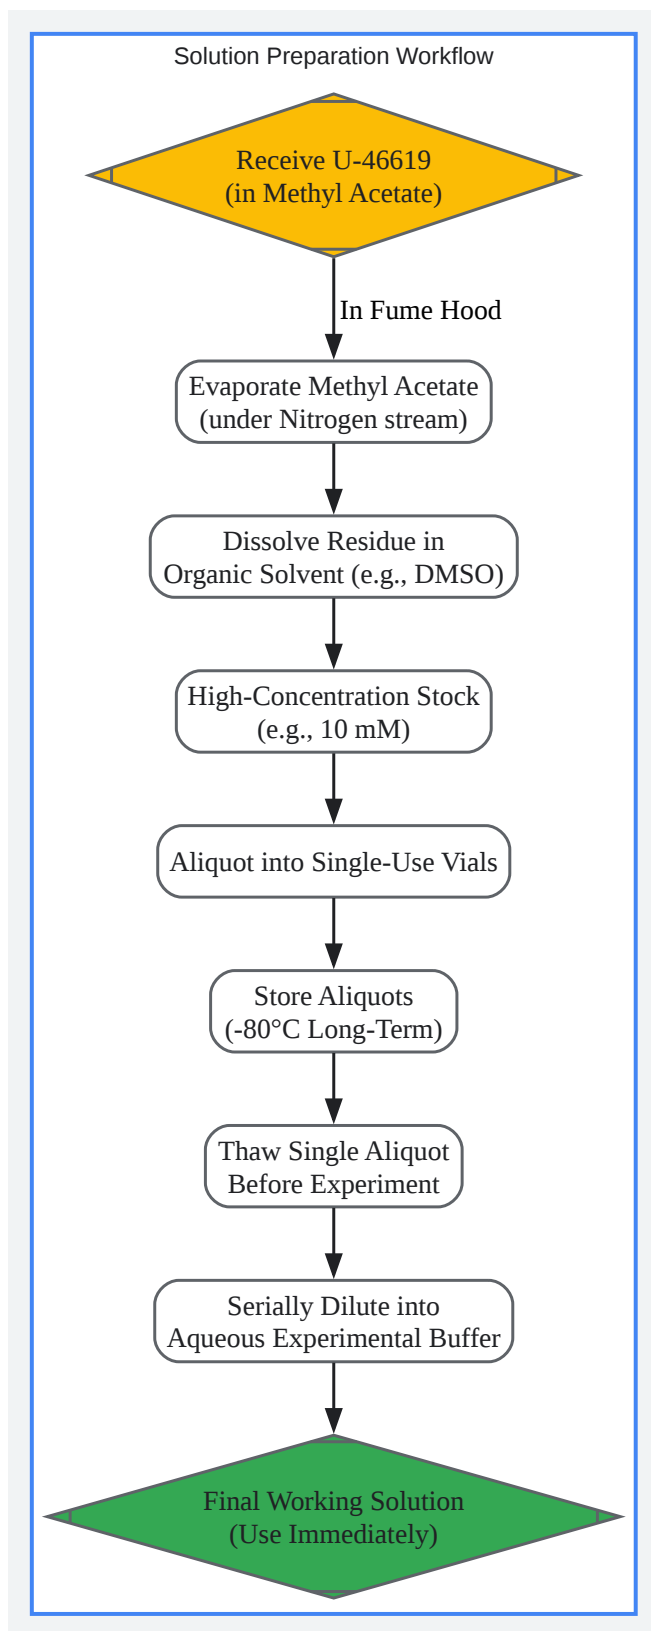 Solution Preparation Workflow
Receive U-46619
(in Methyl Acetate)
In Fume Hood
Evaporate Methyl Acetate
(under Nitrogen stream)
Dissolve Residue in
Organic Solvent (e.g., DMSO)
High-Concentration Stock
(e.g., 10 mM)
Aliquot into Single-Use Vials
Store Aliquots
(-80°C Long-Term)
Thaw Single Aliquot
Before Experiment
Serially Dilute into
Aqueous Experimental Buffer
Final Working Solution
(Use Immediately)